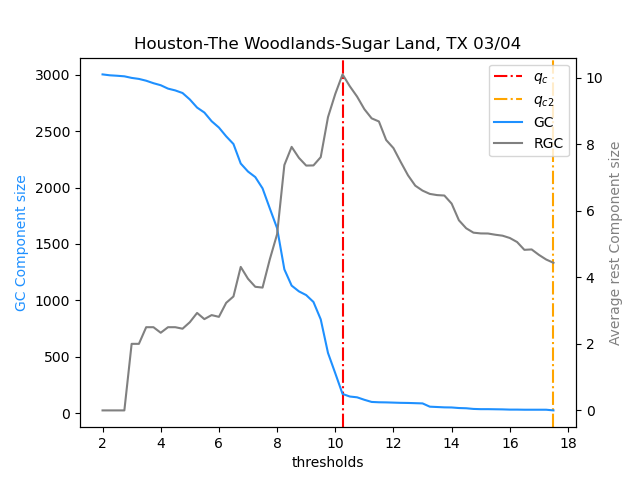 Houston-The Woodlands-Sugar Land, TX 03/04
GC Component size
3000
2500
2000
1500
1000
500
0
10
8
6
4
2
0
Average rest Component size
q_c
q_c2
GC
RGC
2 4 6 8 10 12 14 16 18
thresholds